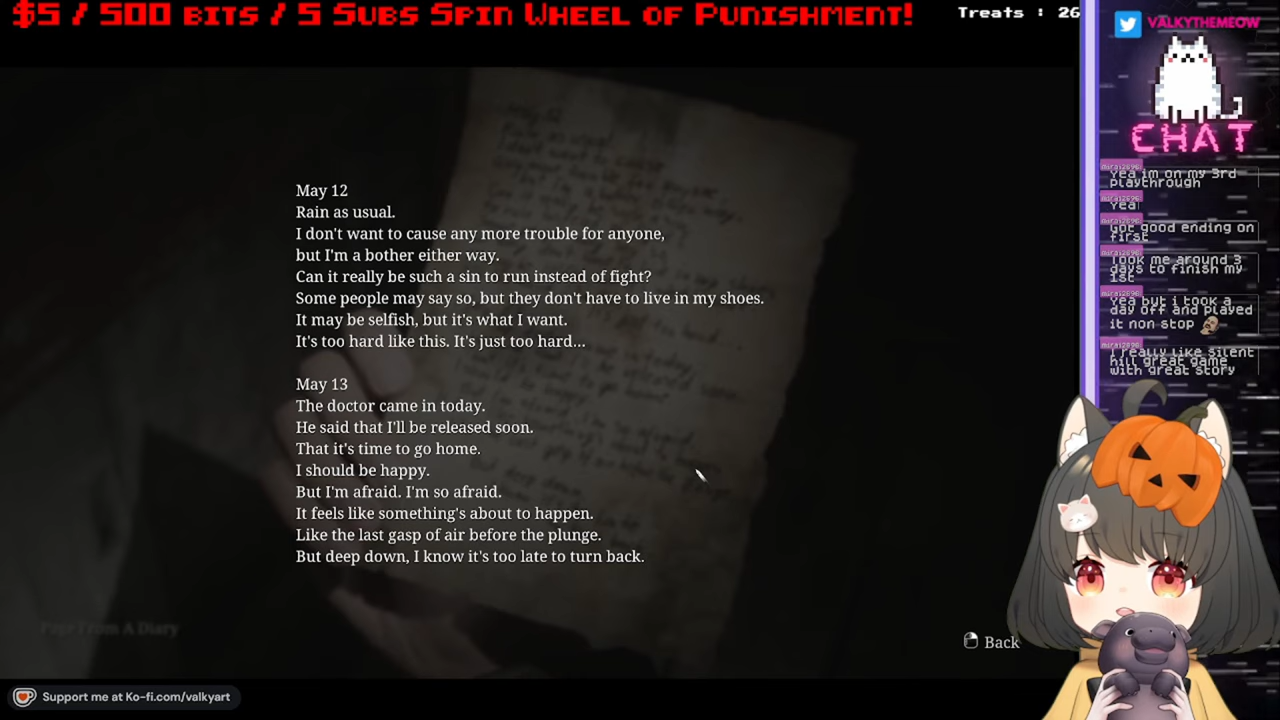 $5 / 500 BITS / 5 SUBS SPIN WHEEL OF PUNISHMENT!
Treats : 26
VALKYTHEMEOW
CHAT
May 12
Rain as usual.
I don't want to cause any more trouble for anyone,
but I'm a bother either way.
Can it really be such a sin to run instead of fight?
Some people may say so, but they don't have to live in my shoes.
It may be selfish, but it's what I want.
It's too hard like this. It's just too hard...
May 13
The doctor came in today.
He said that I'll be released soon.
That it's time to go home.
I should be happy.
But I'm afraid. I'm so afraid.
It feels like something's about to happen.
Like the last gasp of air before the plunge.
But deep down, I know it's too late to turn back.
Page From A Diary
Back
Support me at Ko-fi.com/valkyart
Yea im on my 3rd
playthrough
Yea
Got good ending on
first
Took me around 3
days to finish my
1st
Yea but i took a
day off and played
it non stop
I really like silent
hill great game
with great story